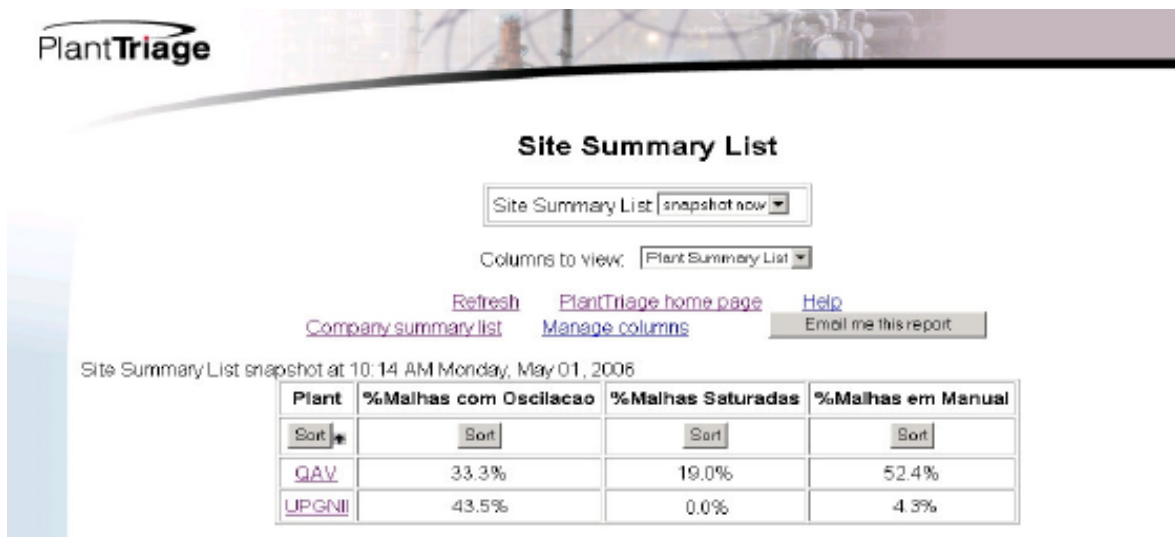 PlantTriage
Site Summary List
Site Summary List snapshot now
Columns to view: Plant Summary List
Refresh PlantTriage home page Help
Company summary list Manage columns Email me this report
Site Summary List snapshot at 10:14 AM Monday, May 01, 2006
Plant %Malhas com Oscilacao %Malhas Saturadas %Malhas em Manual
Sort Sort Sort Sort
QAV 33.3% 19.0% 52.4%
UPGNII 43.5% 0.0% 4.3%